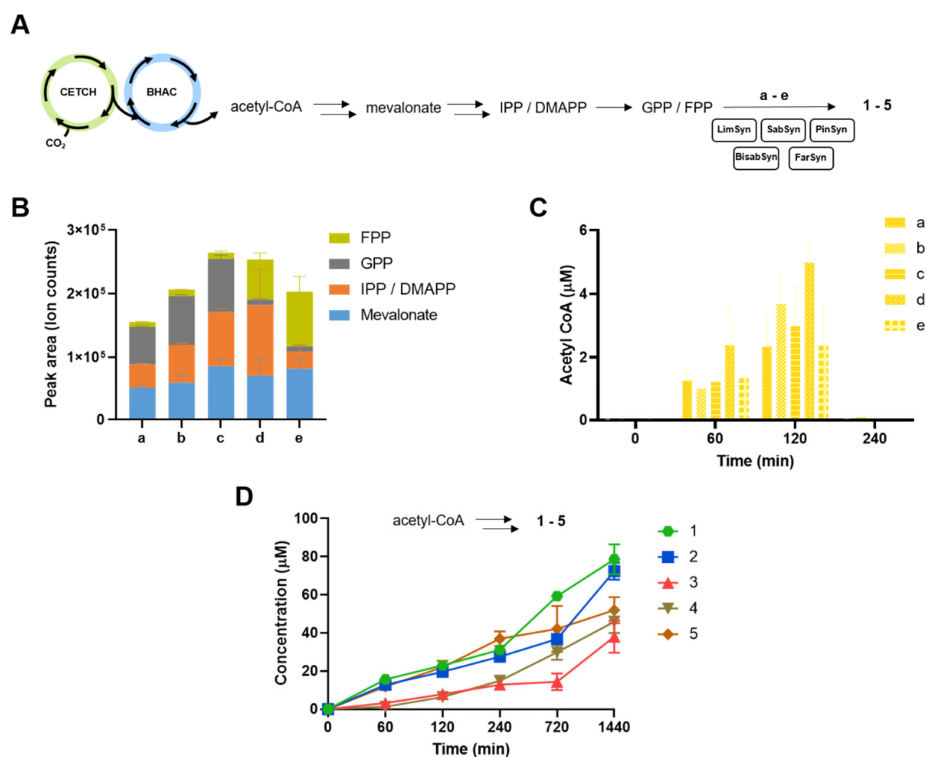 A
CETCH
BHAC
CO₂
acetyl-CoA
mevalonate
IPP / DMAPP
GPP / FPP
a - e
1 - 5
LimSyn
SabSyn
PinSyn
BisabSyn
FarSyn
B
Peak area (Ion counts)
3×10⁵
2×10⁵
1×10⁵
0
a b c d e
FPP
GPP
IPP / DMAPP
Mevalonate
C
Acetyl CoA (µM)
6
4
2
0
0 60 120 240
Time (min)
a
b
c
d
e
D
acetyl-CoA 1 - 5
Concentration (µM)
100
80
60
40
20
0
0 60 120 240 720 1440
Time (min)
1
2
3
4
5